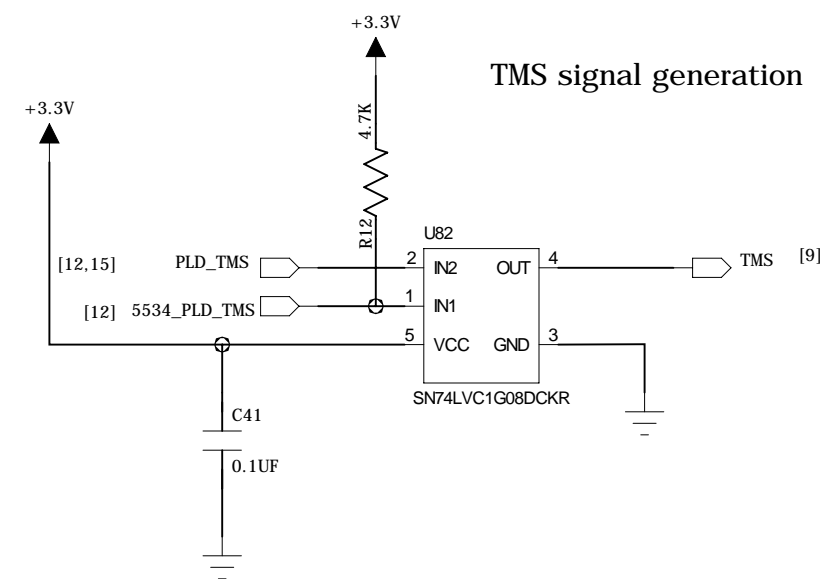 +3.3V
TMS signal generation
+3.3V
4.7K
R12
U82
[12,15] PLD_TMS 2 IN2 OUT 4 TMS [9]
[12] 5534_PLD_TMS 1 IN1
5 VCC GND 3
SN74LVC1G08DCKR
C41
0.1UF